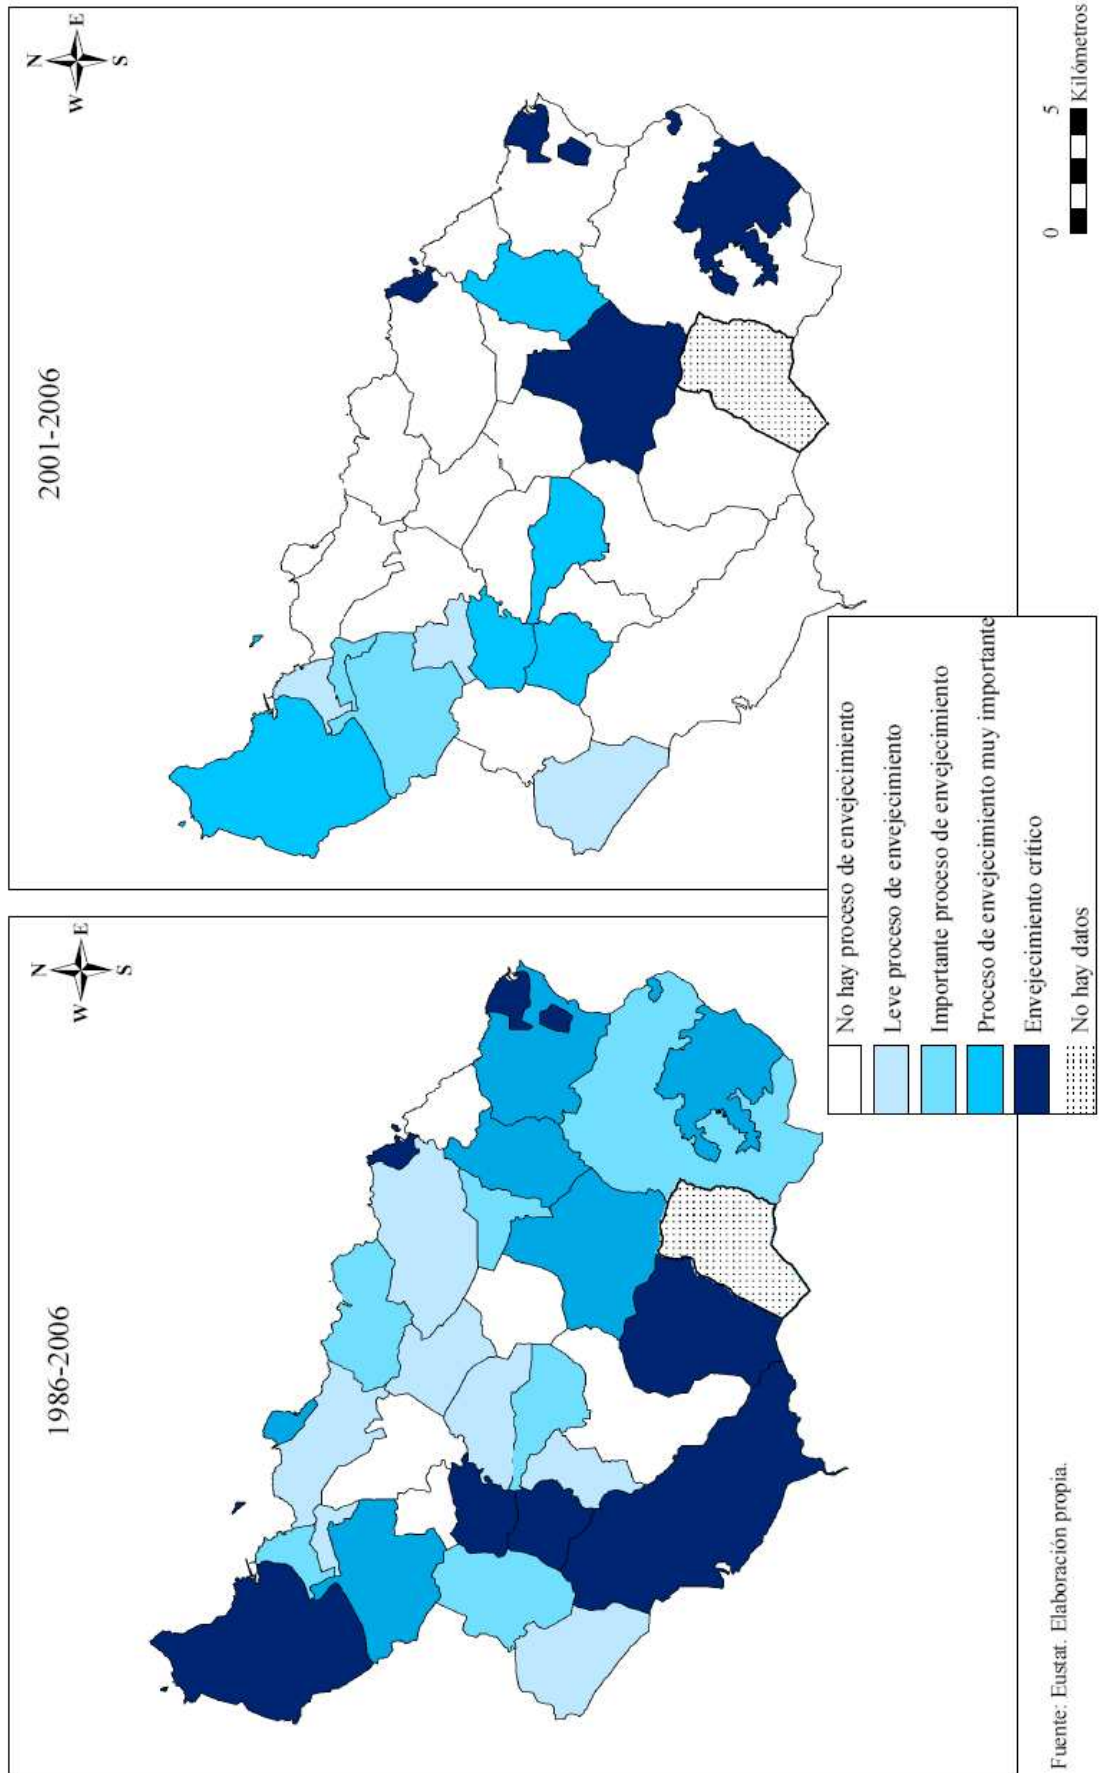 1986-2006
N
W
E
S
2001-2006
N
W
E
S
No hay proceso de envejecimiento
Leve proceso de envejecimiento
Importante proceso de envejecimiento
Proceso de envejecimiento muy importante
Envejecimiento crítico
No hay datos
0 5
Kilómetros
Fuente: Eustat. Elaboración propia.